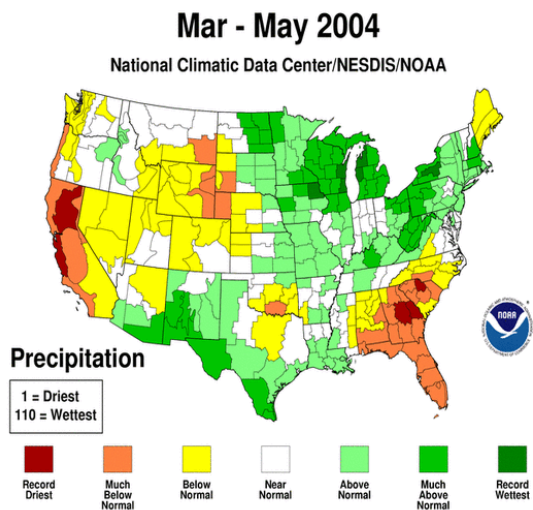 Mar - May 2004
National Climatic Data Center/NESDIS/NOAA
NOAA
Precipitation
1 = Driest
110 = Wettest
Record
Driest
Much
Below
Normal
Below
Normal
Near
Normal
Above
Normal
Much
Above
Normal
Record
Wettest